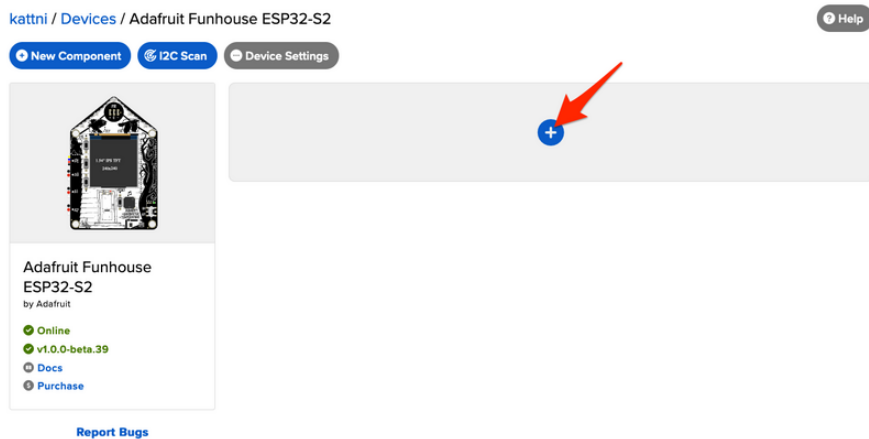 kattni / Devices / Adafruit Funhouse ESP32-S2
Help
New Component
I2C Scan
Device Settings
Adafruit Funhouse
ESP32-S2
by Adafruit
Online
v1.0.0-beta.39
Docs
Purchase
Report Bugs